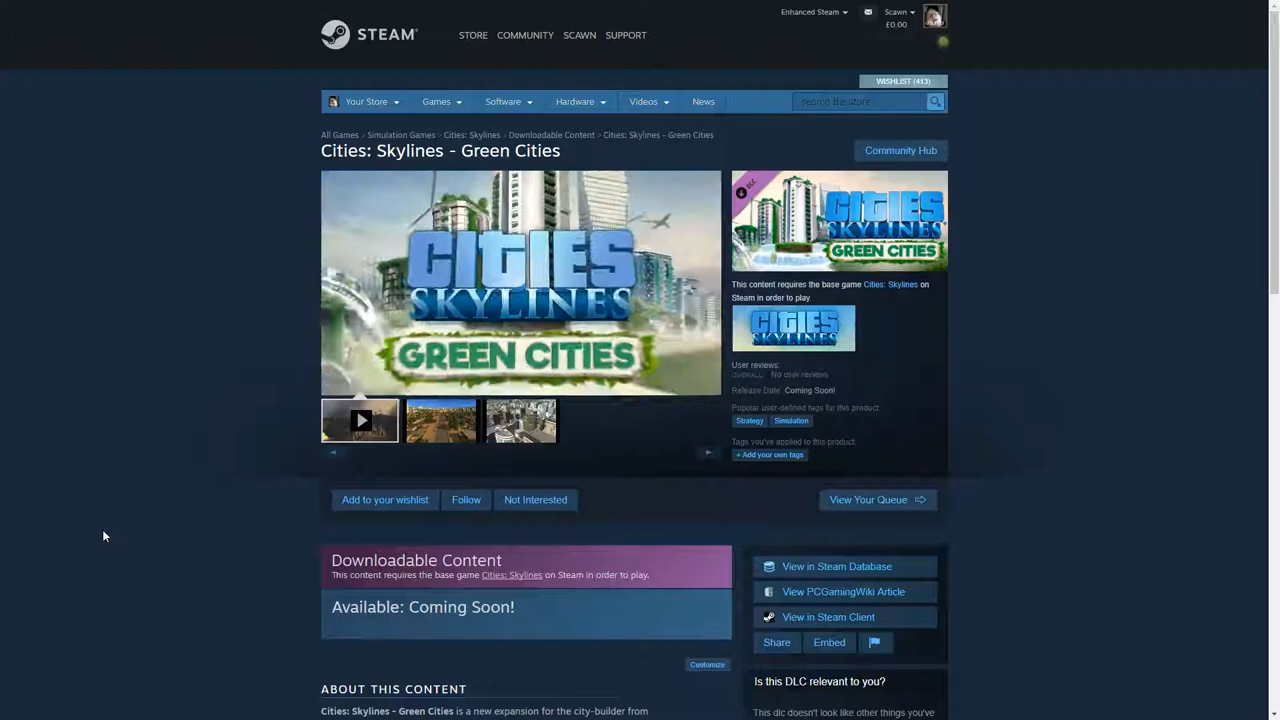 Enhanced Steam
Scawn
£0.00
STEAM
STORE
COMMUNITY
SCAWN
SUPPORT
WISHLIST (413)
Your Store
Games
Software
Hardware
Videos
News
search the store
All Games > Simulation Games > Cities: Skylines > Downloadable Content > Cities: Skylines - Green Cities
Cities: Skylines - Green Cities
Community Hub
CITIES
SKYLINES
GREEN CITIES
DLC
CITIES
SKYLINES
GREEN CITIES
This content requires the base game Cities: Skylines on
Steam in order to play.
CITIES
SKYLINES
User reviews:
OVERALL: No user reviews
Release Date: Coming Soon!
Popular user-defined tags for this product:
Strategy
Simulation
Tags you've applied to this product:
+ Add your own tags
Add to your wishlist
Follow
Not Interested
View Your Queue
Downloadable Content
This content requires the base game Cities: Skylines on Steam in order to play.
Available: Coming Soon!
Customize
View in Steam Database
View PCGamingWiki Article
View in Steam Client
Share
Embed
ABOUT THIS CONTENT
Cities: Skylines - Green Cities is a new expansion for the city-builder from
Is this DLC relevant to you?
This dlc doesn't look like other things you've